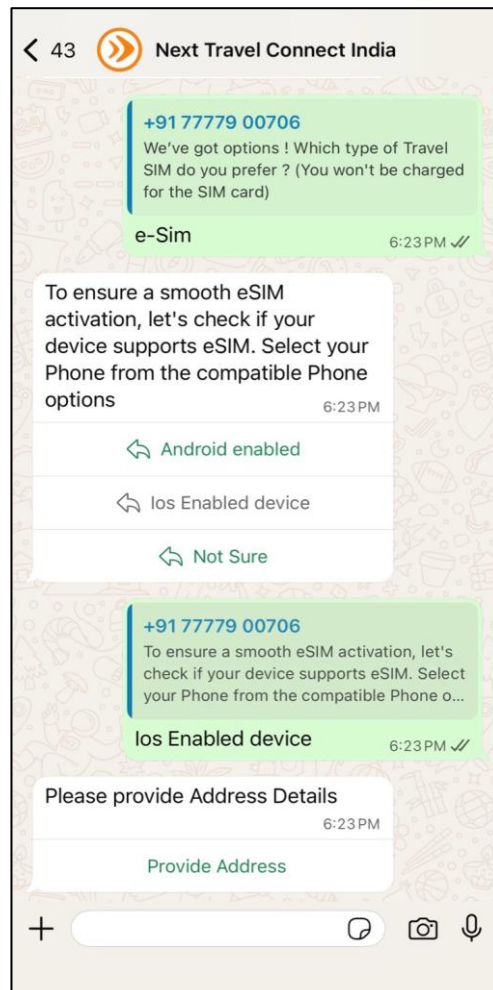 43
Next Travel Connect India
+91 77779 00706
We've got options ! Which type of Travel
SIM do you prefer ? (You won't be charged
for the SIM card)
e-Sim
6:23 PM
To ensure a smooth eSIM
activation, let's check if your
device supports eSIM. Select your
Phone from the compatible Phone
options
6:23 PM
Android enabled
Ios Enabled device
Not Sure
+91 77779 00706
To ensure a smooth eSIM activation, let's
check if your device supports eSIM. Select
your Phone from the compatible Phone o...
Ios Enabled device
6:23 PM
Please provide Address Details
6:23 PM
Provide Address